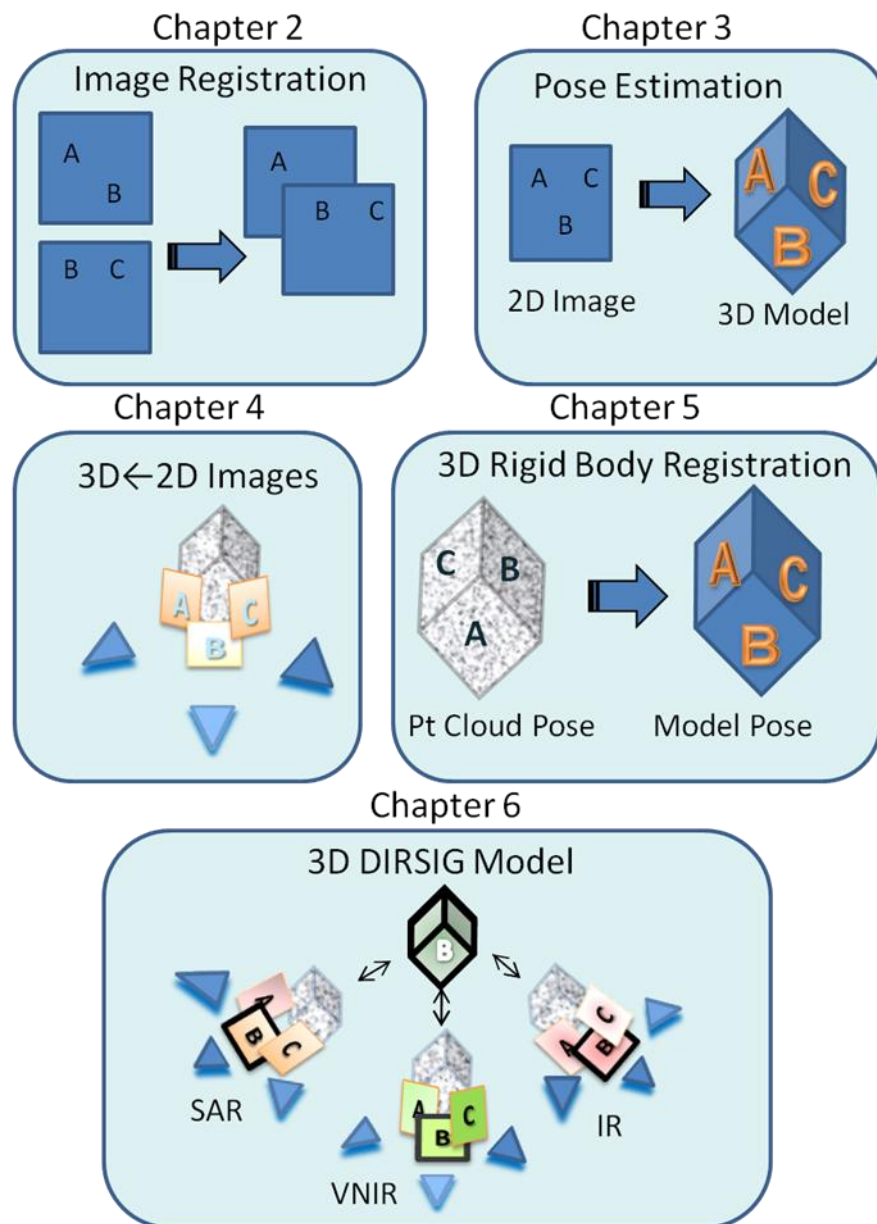 Chapter 2
Image Registration
A
B
B C
A
B C
Chapter 3
Pose Estimation
A C
B
2D Image
A C
B
3D Model
Chapter 4
3D←2D Images
A C
B
Chapter 5
3D Rigid Body Registration
C B
A
Pt Cloud Pose
A C
B
Model Pose
Chapter 6
3D DIRSIG Model
B
A
B
C
SAR
A C
B
VNIR
C
A B
IR